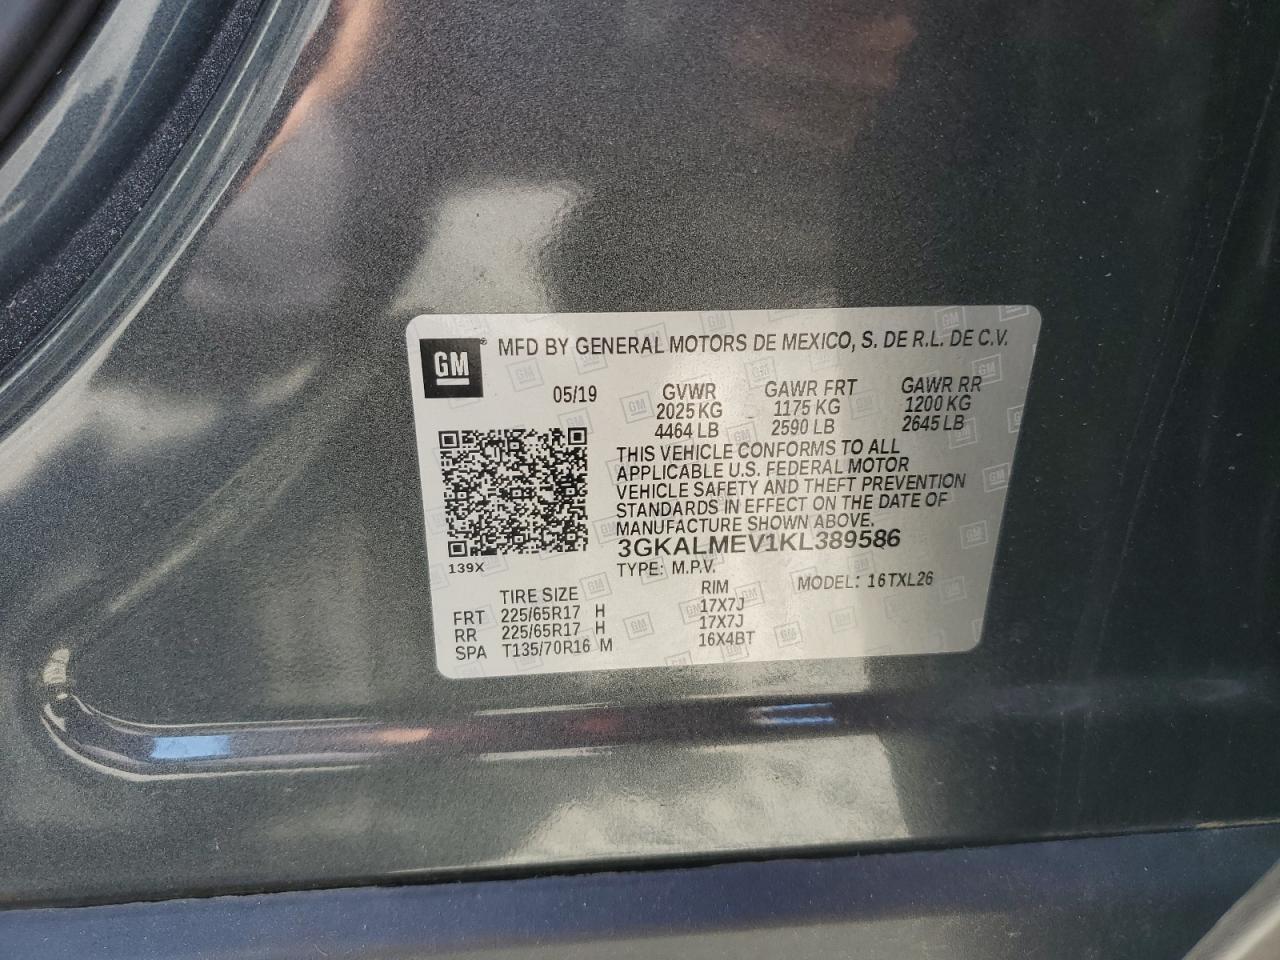 GM® MFD BY GENERAL MOTORS DE MEXICO, S. DE R.L. DE C.V.
05/19 GVWR GAWR FRT GAWR RR
2025 KG 1175 KG 1200 KG
4464 LB 2590 LB 2645 LB
THIS VEHICLE CONFORMS TO ALL
APPLICABLE U.S. FEDERAL MOTOR
VEHICLE SAFETY AND THEFT PREVENTION
STANDARDS IN EFFECT ON THE DATE OF
MANUFACTURE SHOWN ABOVE.
3GKALMEV1KL389586
139X TYPE: M.P.V. MODEL: 16TXL26
TIRE SIZE RIM
FRT 225/65R17 H 17X7J
RR 225/65R17 H 17X7J
SPA T135/70R16 M 16X4BT